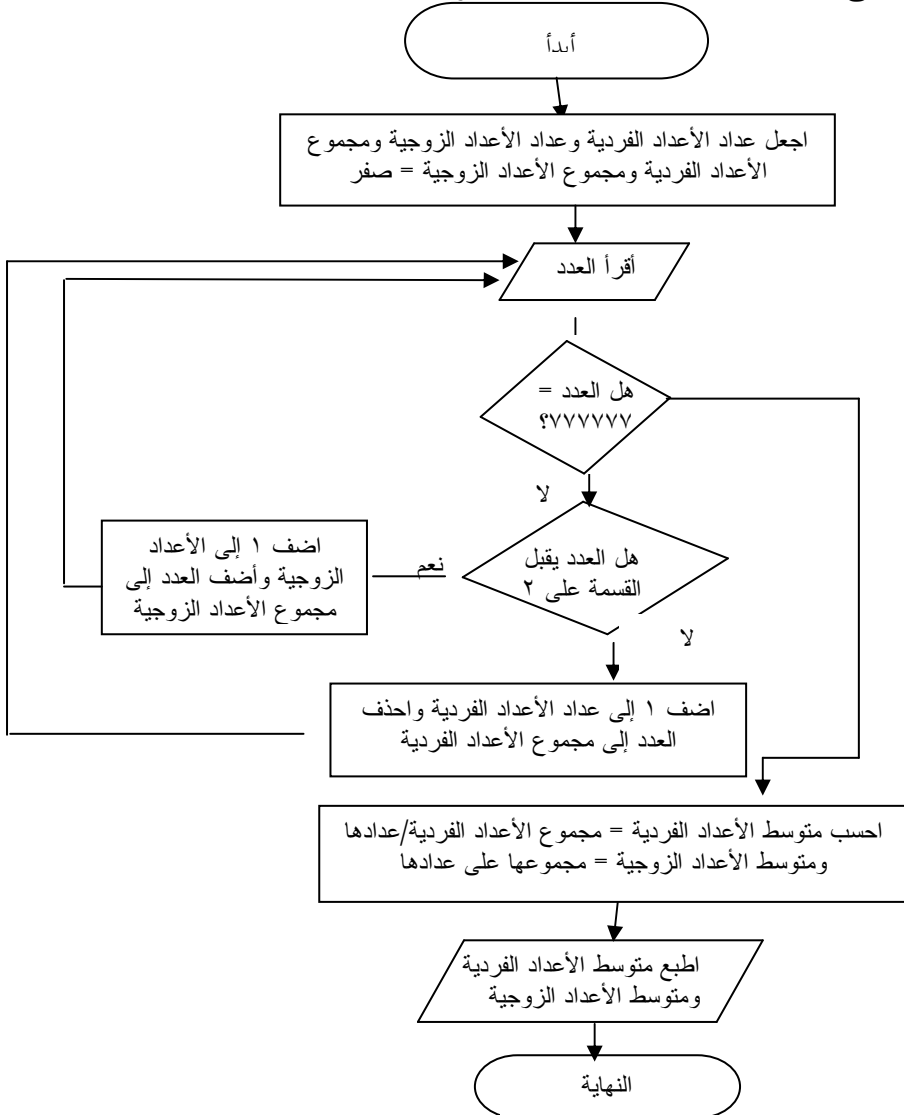 أبدأ
اجعل عداد الأعداد الفردية وعداد الأعداد الزوجية ومجموع
الأعداد الفردية ومجموع الأعداد الزوجية = صفر
أقرأ العدد
هل العدد =
٧٧٧٧٧٧؟
لا
هل العدد يقبل
القسمة على ٢
نعم
اضف ١ إلى الأعداد
الزوجية وأضف العدد إلى
مجموع الأعداد الزوجية
لا
اضف ١ إلى عداد الأعداد الفردية واحذف
العدد إلى مجموع الأعداد الفردية
احسب متوسط الأعداد الفردية = مجموع الأعداد الفردية/عدادها
ومتوسط الأعداد الزوجية = مجموعها على عدادها
اطبع متوسط الأعداد الفردية
ومتوسط الأعداد الزوجية
النهاية